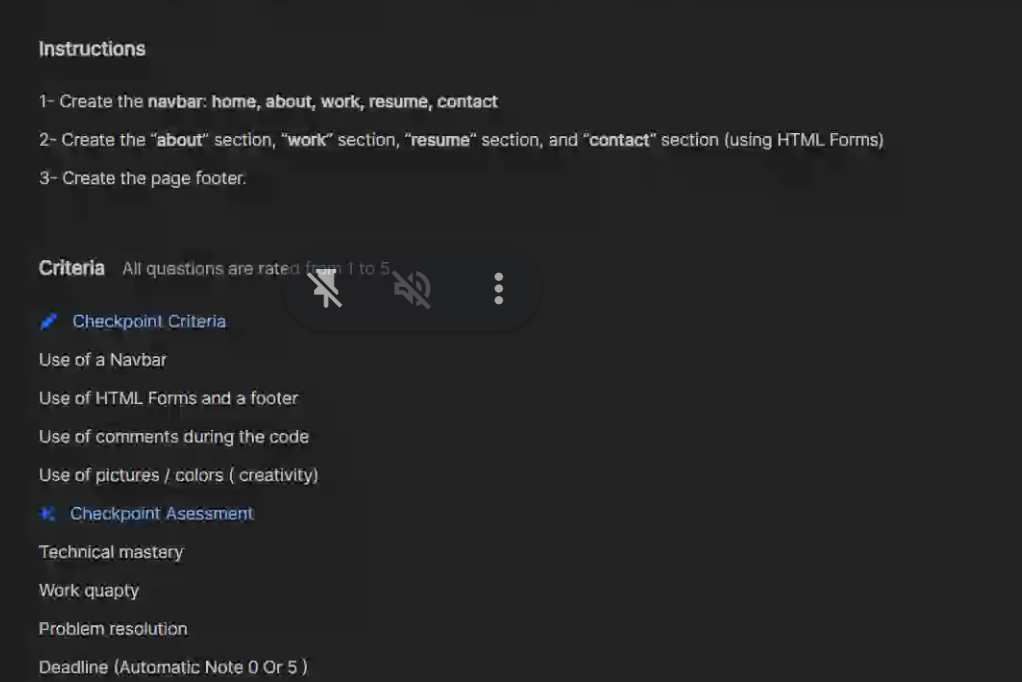 Instructions
1- Create the navbar: home, about, work, resume, contact
2- Create the “about” section, “work” section, “resume” section, and “contact” section (using HTML Forms)
3- Create the page footer.
Criteria All questions are rated from 1 to 5
Checkpoint Criteria
Use of a Navbar
Use of HTML Forms and a footer
Use of comments during the code
Use of pictures / colors ( creativity)
Checkpoint Asessment
Technical mastery
Work quapty
Problem resolution
Deadline (Automatic Note 0 Or 5 )